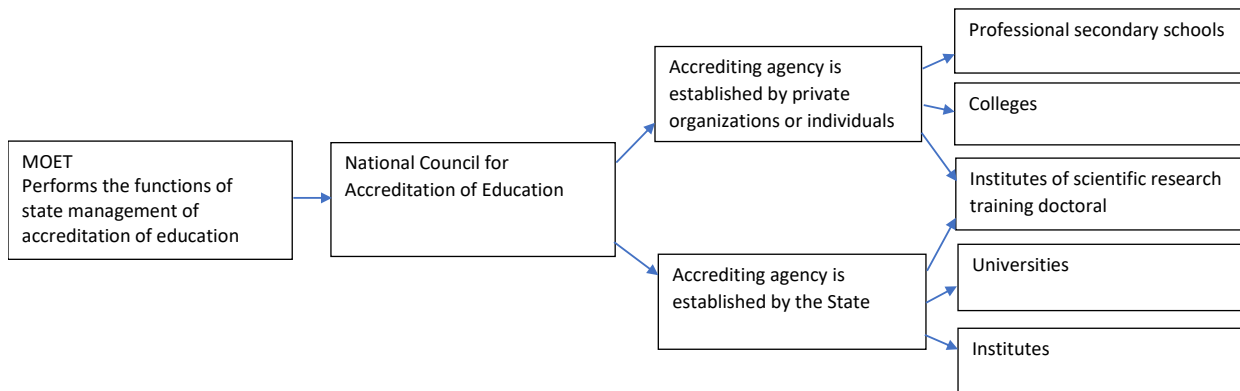 MOET
Performs the functions of
state management of
accreditation of education
National Council for
Accreditation of Education
Accrediting agency is
established by private
organizations or individuals
Accrediting agency is
established by the State
Professional secondary schools
Colleges
Institutes of scientific research
training doctoral
Universities
Institutes